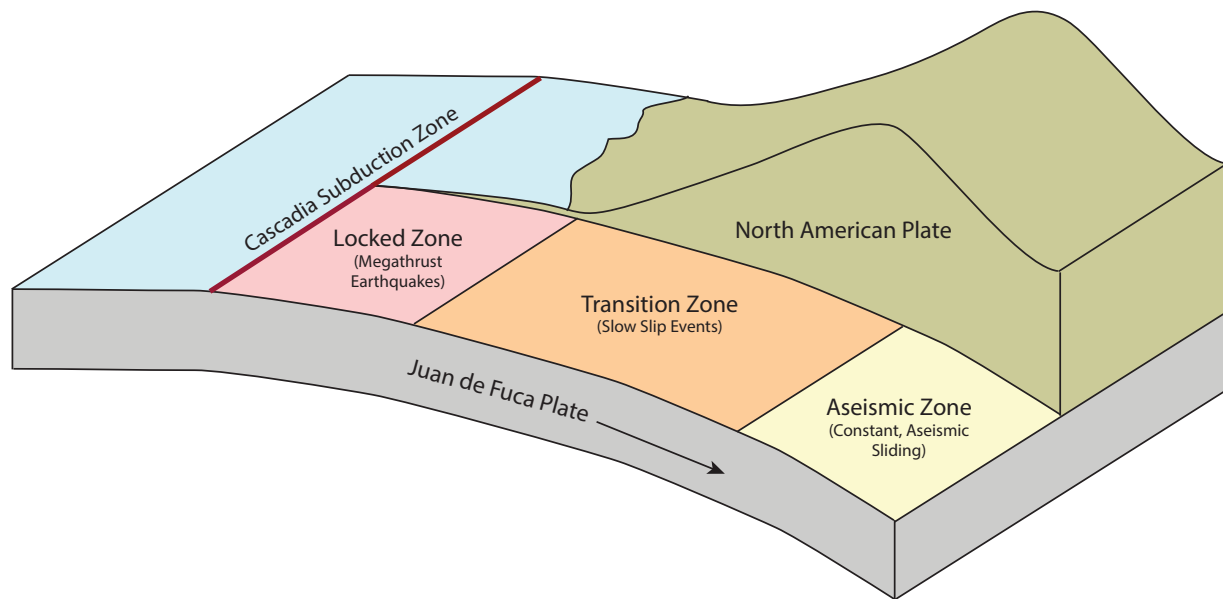 Cascadia Subduction Zone
Locked Zone
(Megathrust
Earthquakes)
North American Plate
Transition Zone
(Slow Slip Events)
Juan de Fuca Plate
Aseismic Zone
(Constant, Aseismic
Sliding)